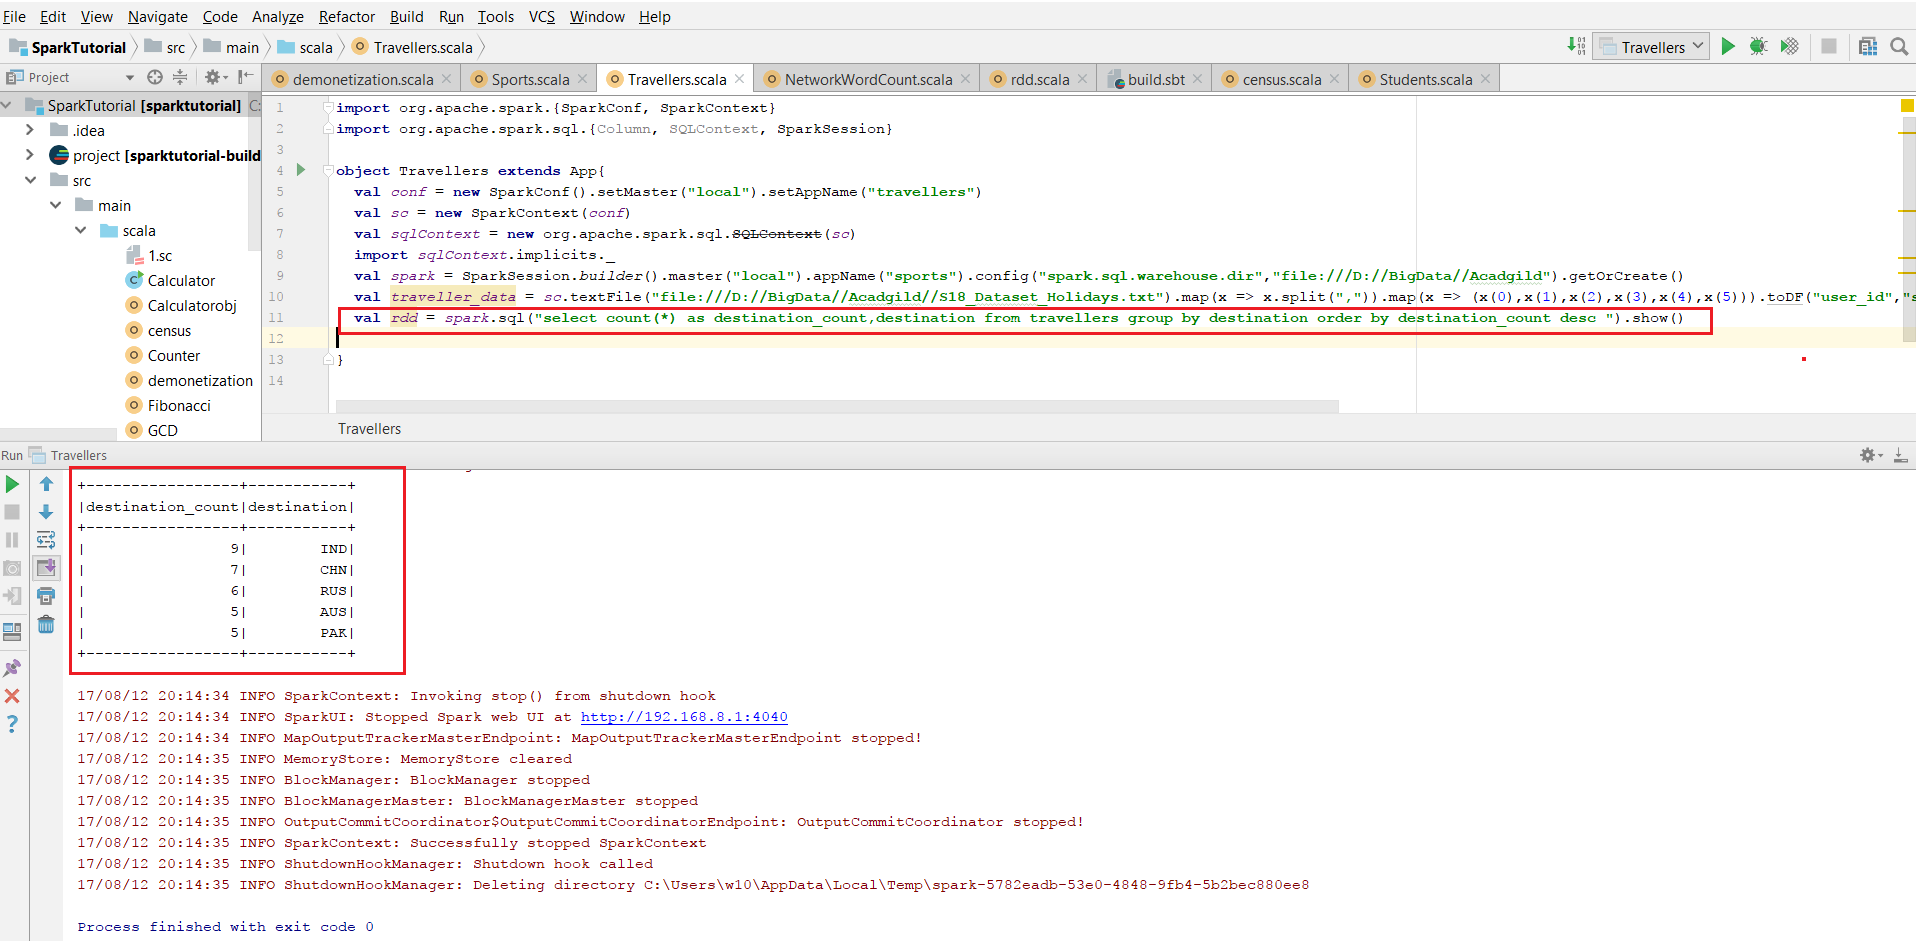 File Edit View Navigate Code Analyze Refactor Build Run Tools VCS Window Help
SparkTutorial src main scala Travellers.scala Travellers
Project
demonetization.scala Sports.scala Travellers.scala NetworkWordCount.scala rdd.scala build.sbt census.scala Students.scala
SparkTutorial [sparktutorial] C:
.idea
project [sparktutorial-build
src
main
scala
1.sc
Calculator
Calculatorobj
census
Counter
demonetization
Fibonacci
GCD
1 import org.apache.spark.{SparkConf, SparkContext}
2 import org.apache.spark.sql.{Column, SQLContext, SparkSession}
3
4 object Travellers extends App{
5 val conf = new SparkConf().setMaster("local").setAppName("travellers")
6 val sc = new SparkContext(conf)
7 val sqlContext = new org.apache.spark.sql.SQLContext(sc)
8 import sqlContext.implicits._
9 val spark = SparkSession.builder().master("local").appName("sports").config("spark.sql.warehouse.dir","file:///D://BigData//Acadgild").getOrCreate()
10 val traveller_data = sc.textFile("file:///D://BigData//Acadgild//S18_Dataset_Holidays.txt").map(x => x.split(",")).map(x => (x(0),x(1),x(2),x(3),x(4),x(5))).toDF("user_id","s
11 val rdd = spark.sql("select count(*) as destination_count,destination from travellers group by destination order by destination_count desc ").show()
12
13 }
14
Travellers
Run Travellers
+-----------------+-----------+
|destination_count|destination|
+-----------------+-----------+
|                9|        IND|
|                7|        CHN|
|                6|        RUS|
|                5|        AUS|
|                5|        PAK|
+-----------------+-----------+
17/08/12 20:14:34 INFO SparkContext: Invoking stop() from shutdown hook
17/08/12 20:14:34 INFO SparkUI: Stopped Spark web UI at http://192.168.8.1:4040
17/08/12 20:14:34 INFO MapOutputTrackerMasterEndpoint: MapOutputTrackerMasterEndpoint stopped!
17/08/12 20:14:35 INFO MemoryStore: MemoryStore cleared
17/08/12 20:14:35 INFO BlockManager: BlockManager stopped
17/08/12 20:14:35 INFO BlockManagerMaster: BlockManagerMaster stopped
17/08/12 20:14:35 INFO OutputCommitCoordinator$OutputCommitCoordinatorEndpoint: OutputCommitCoordinator stopped!
17/08/12 20:14:35 INFO SparkContext: Successfully stopped SparkContext
17/08/12 20:14:35 INFO ShutdownHookManager: Shutdown hook called
17/08/12 20:14:35 INFO ShutdownHookManager: Deleting directory C:\Users\w10\AppData\Local\Temp\spark-5782eadb-53e0-4848-9fb4-5b2bec880ee8
Process finished with exit code 0